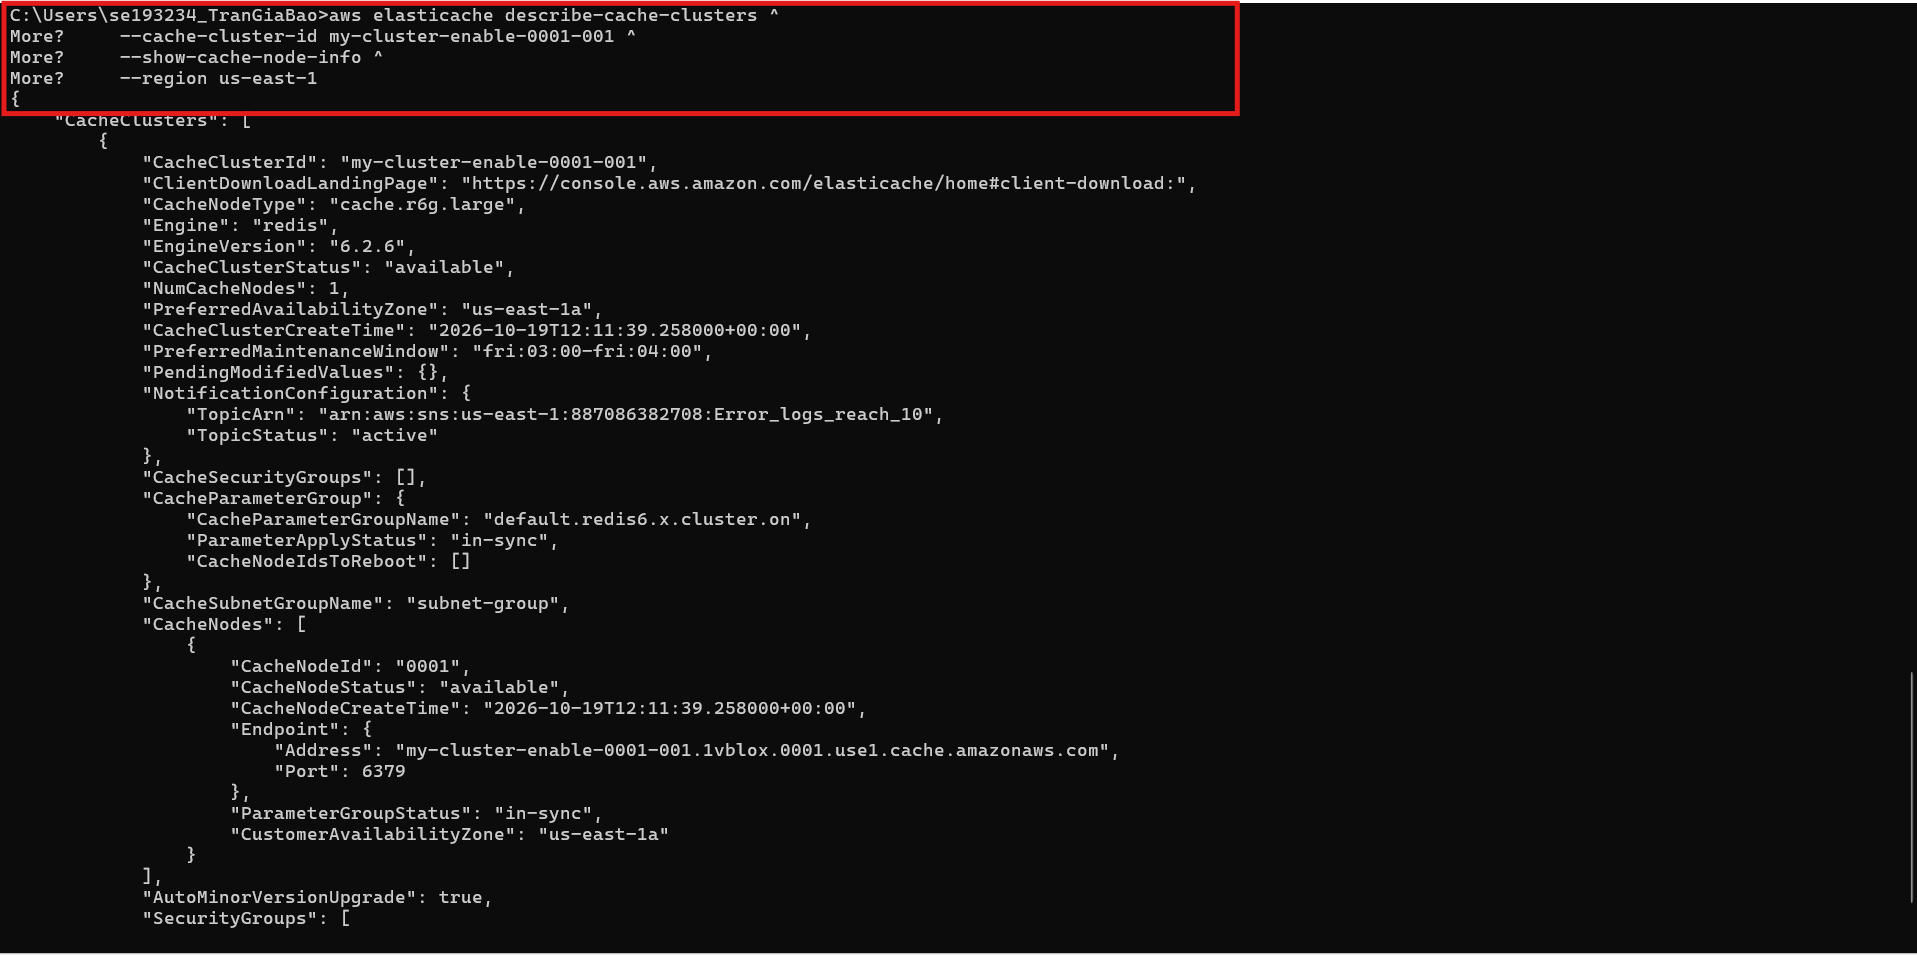 C:\Users\se193234_TranGiaBao>aws elasticache describe-cache-clusters ^
More?     --cache-cluster-id my-cluster-enable-0001-001 ^
More?     --show-cache-node-info ^
More?     --region us-east-1
{
    "CacheClusters": [
        {
            "CacheClusterId": "my-cluster-enable-0001-001",
            "ClientDownloadLandingPage": "https://console.aws.amazon.com/elasticache/home#client-download:",
            "CacheNodeType": "cache.r6g.large",
            "Engine": "redis",
            "EngineVersion": "6.2.6",
            "CacheClusterStatus": "available",
            "NumCacheNodes": 1,
            "PreferredAvailabilityZone": "us-east-1a",
            "CacheClusterCreateTime": "2026-10-19T12:11:39.258000+00:00",
            "PreferredMaintenanceWindow": "fri:03:00-fri:04:00",
            "PendingModifiedValues": {},
            "NotificationConfiguration": {
                "TopicArn": "arn:aws:sns:us-east-1:887086382708:Error_logs_reach_10",
                "TopicStatus": "active"
            },
            "CacheSecurityGroups": [],
            "CacheParameterGroup": {
                "CacheParameterGroupName": "default.redis6.x.cluster.on",
                "ParameterApplyStatus": "in-sync",
                "CacheNodeIdsToReboot": []
            },
            "CacheSubnetGroupName": "subnet-group",
            "CacheNodes": [
                {
                    "CacheNodeId": "0001",
                    "CacheNodeStatus": "available",
                    "CacheNodeCreateTime": "2026-10-19T12:11:39.258000+00:00",
                    "Endpoint": {
                        "Address": "my-cluster-enable-0001-001.1vblox.0001.use1.cache.amazonaws.com",
                        "Port": 6379
                    },
                    "ParameterGroupStatus": "in-sync",
                    "CustomerAvailabilityZone": "us-east-1a"
                }
            ],
            "AutoMinorVersionUpgrade": true,
            "SecurityGroups": [